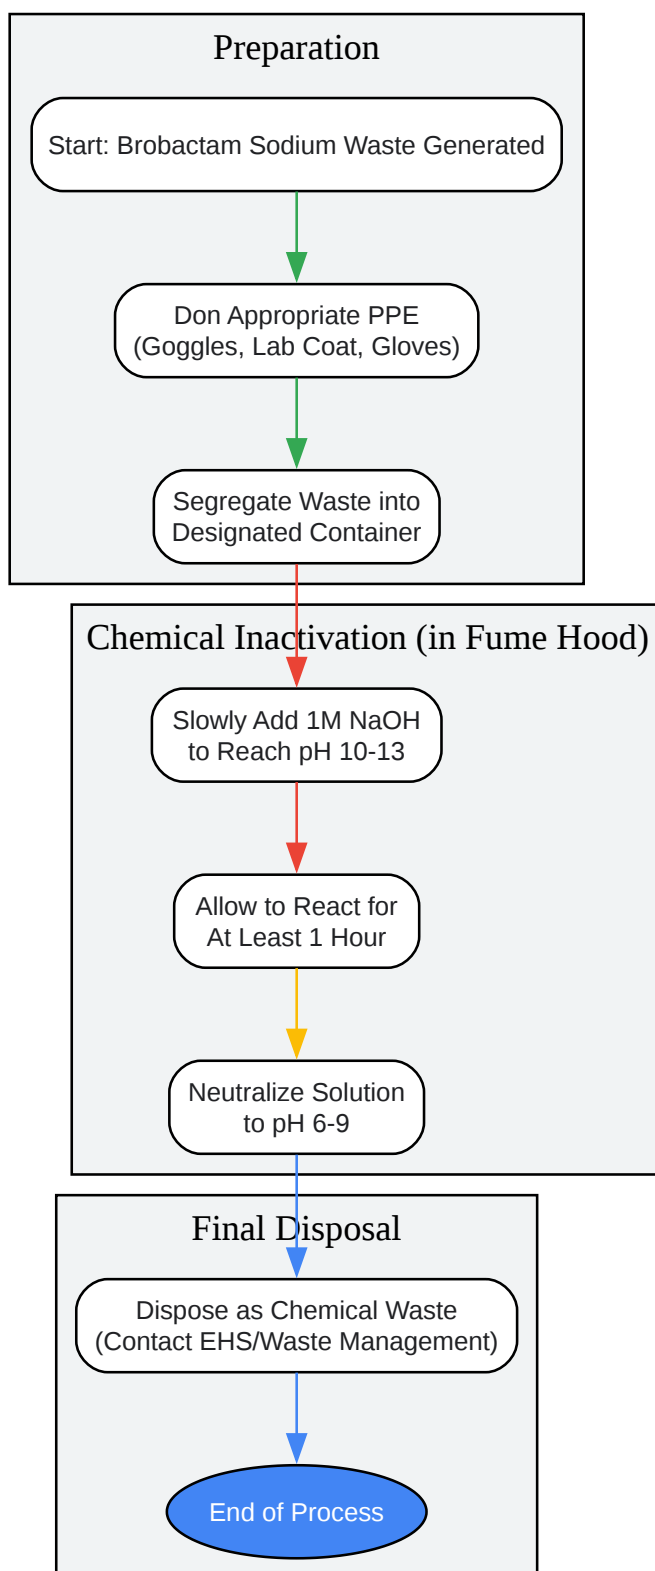 Preparation
Start: Brobactam Sodium Waste Generated
Don Appropriate PPE
(Goggles, Lab Coat, Gloves)
Segregate Waste into
Designated Container
Chemical Inactivation (in Fume Hood)
Slowly Add 1M NaOH
to Reach pH 10-13
Allow to React for
At Least 1 Hour
Neutralize Solution
to pH 6-9
Final Disposal
Dispose as Chemical Waste
(Contact EHS/Waste Management)
End of Process